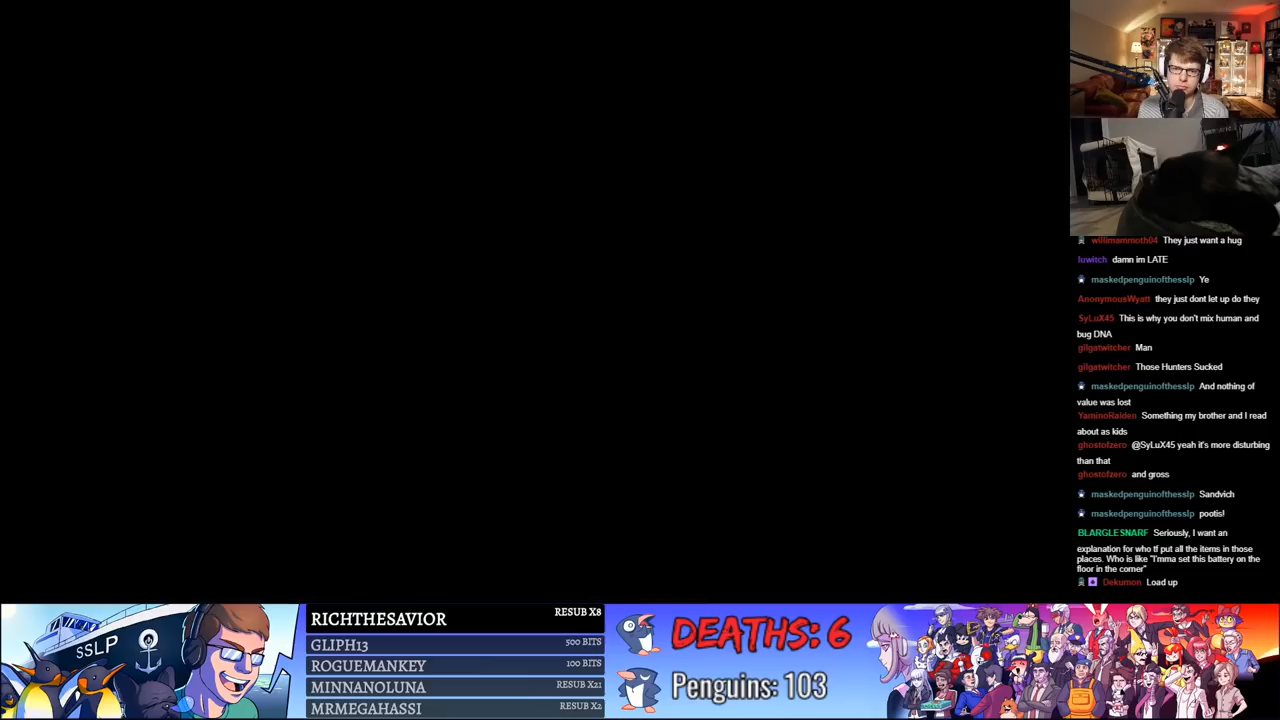 willimammoth04 They just want a hug
luwitch damn im LATE
maskedpenguinofthesslp Ye
AnonymousWyatt they just dont let up do they
SyLuX45 This is why you don't mix human and
bug DNA
gilgatwitcher Man
gilgatwitcher Those Hunters Sucked
maskedpenguinofthesslp And nothing of
value was lost
YaminoRaiden Something my brother and I read
about as kids
ghostofzero @SyLuX45 yeah it's more disturbing
than that
ghostofzero and gross
maskedpenguinofthesslp Sandvich
maskedpenguinofthesslp pootis!
BLARGLESNARF Seriously, I want an
explanation for who tf put all the items in those
places. Who is like "I'mma set this battery on the
floor in the corner"
Dekumon Load up
SSLP
RICHTHESAVIOR RESUB X8
GLIPH13 500 BITS
ROGUEMANKEY 100 BITS
MINNANOLUNA RESUB X21
MRMEGAHASSI RESUB X2
DEATHS: 6
Penguins: 103